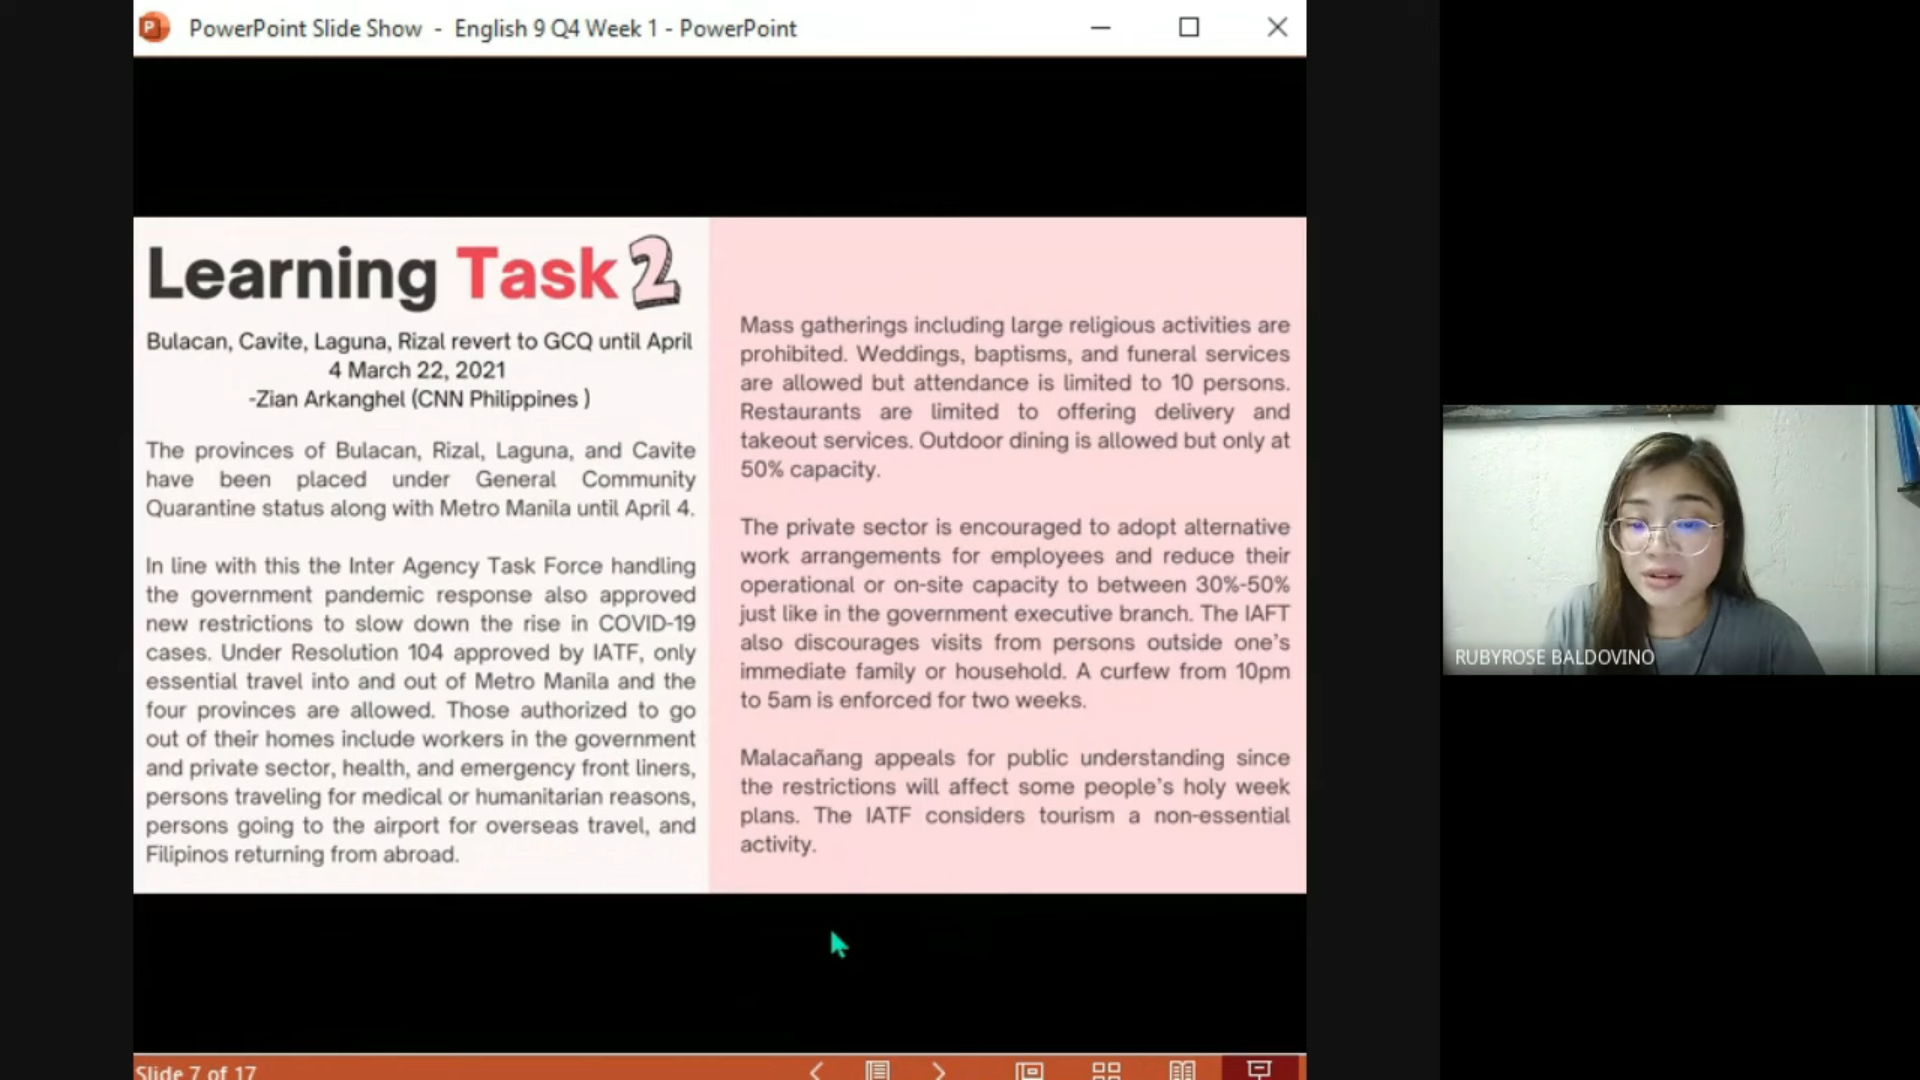 PowerPoint Slide Show - English 9 Q4 Week 1 - PowerPoint
Learning Task 2
Bulacan, Cavite, Laguna, Rizal revert to GCQ until April
4 March 22, 2021
-Zian Arkanghel (CNN Philippines )
The provinces of Bulacan, Rizal, Laguna, and Cavite
have been placed under General Community
Quarantine status along with Metro Manila until April 4.
In line with this the Inter Agency Task Force handling
the government pandemic response also approved
new restrictions to slow down the rise in COVID-19
cases. Under Resolution 104 approved by IATF, only
essential travel into and out of Metro Manila and the
four provinces are allowed. Those authorized to go
out of their homes include workers in the government
and private sector, health, and emergency front liners,
persons traveling for medical or humanitarian reasons,
persons going to the airport for overseas travel, and
Filipinos returning from abroad.
Mass gatherings including large religious activities are
prohibited. Weddings, baptisms, and funeral services
are allowed but attendance is limited to 10 persons.
Restaurants are limited to offering delivery and
takeout services. Outdoor dining is allowed but only at
50% capacity.
The private sector is encouraged to adopt alternative
work arrangements for employees and reduce their
operational or on-site capacity to between 30%-50%
just like in the government executive branch. The IAFT
also discourages visits from persons outside one's
immediate family or household. A curfew from 10pm
to 5am is enforced for two weeks.
Malacañang appeals for public understanding since
the restrictions will affect some people's holy week
plans. The IATF considers tourism a non-essential
activity.
RUBYROSE BALDOVINO
Slide 7 of 17